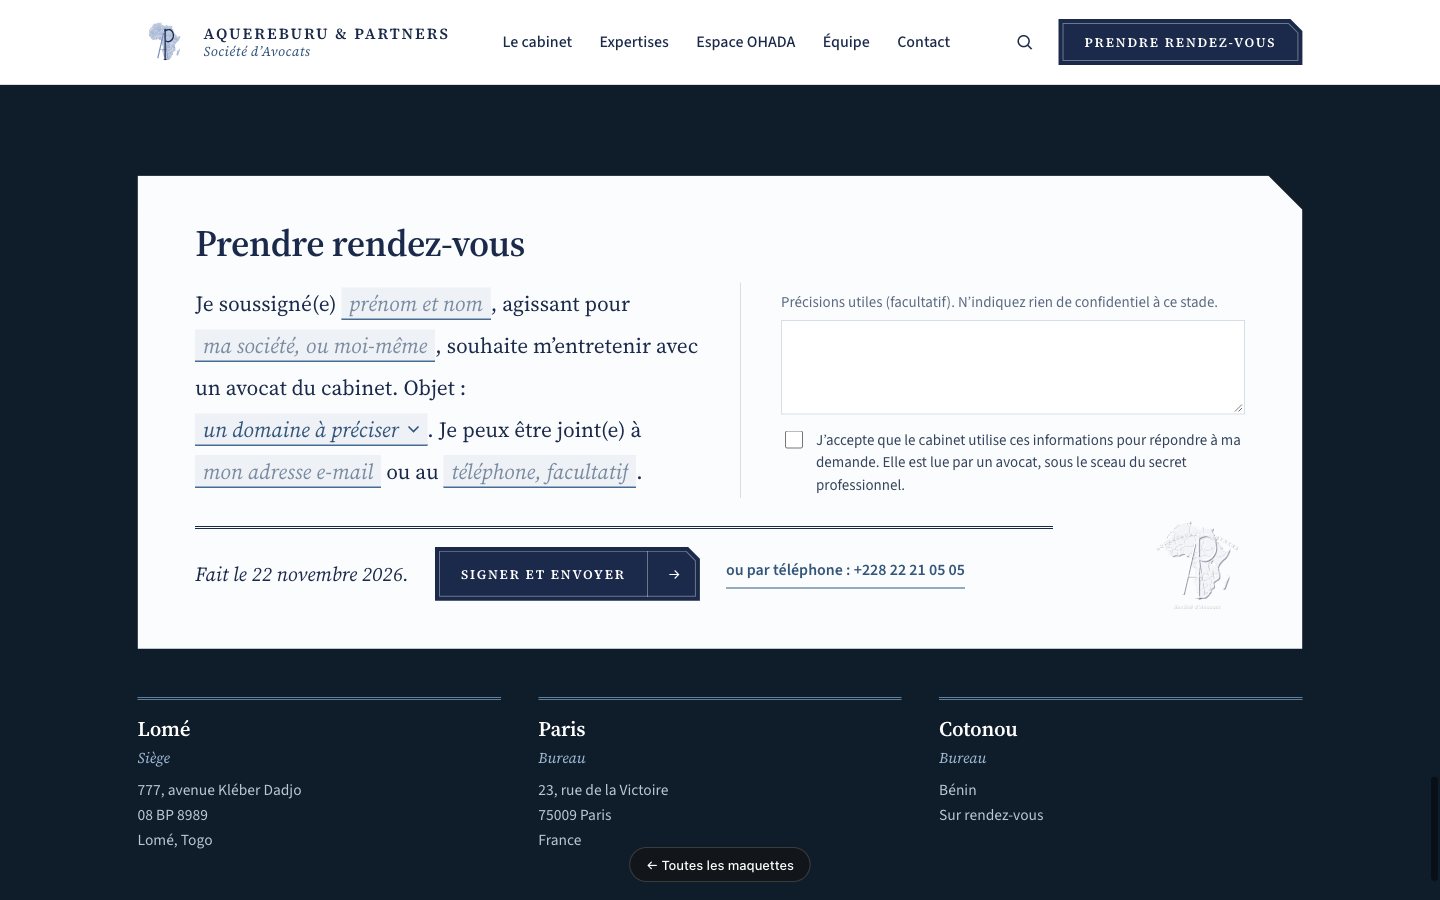 AQUEREBURU & PARTNERS
Société d’Avocats
Le cabinet Expertises Espace OHADA Équipe Contact
PRENDRE RENDEZ-VOUS
Prendre rendez-vous
Je soussigné(e) prénom et nom, agissant pour
ma société, ou moi-même, souhaite m’entretenir avec
un avocat du cabinet. Objet :
un domaine à préciser. Je peux être joint(e) à
mon adresse e-mail ou au téléphone, facultatif.
Précisions utiles (facultatif). N’indiquez rien de confidentiel à ce stade.
J’accepte que le cabinet utilise ces informations pour répondre à ma
demande. Elle est lue par un avocat, sous le sceau du secret
professionnel.
Fait le 22 novembre 2026.
SIGNER ET ENVOYER →
ou par téléphone : +228 22 21 05 05
Lomé
Siège
777, avenue Kléber Dadjo
08 BP 8989
Lomé, Togo
Paris
Bureau
23, rue de la Victoire
75009 Paris
France
Cotonou
Bureau
Bénin
Sur rendez-vous
← Toutes les maquettes